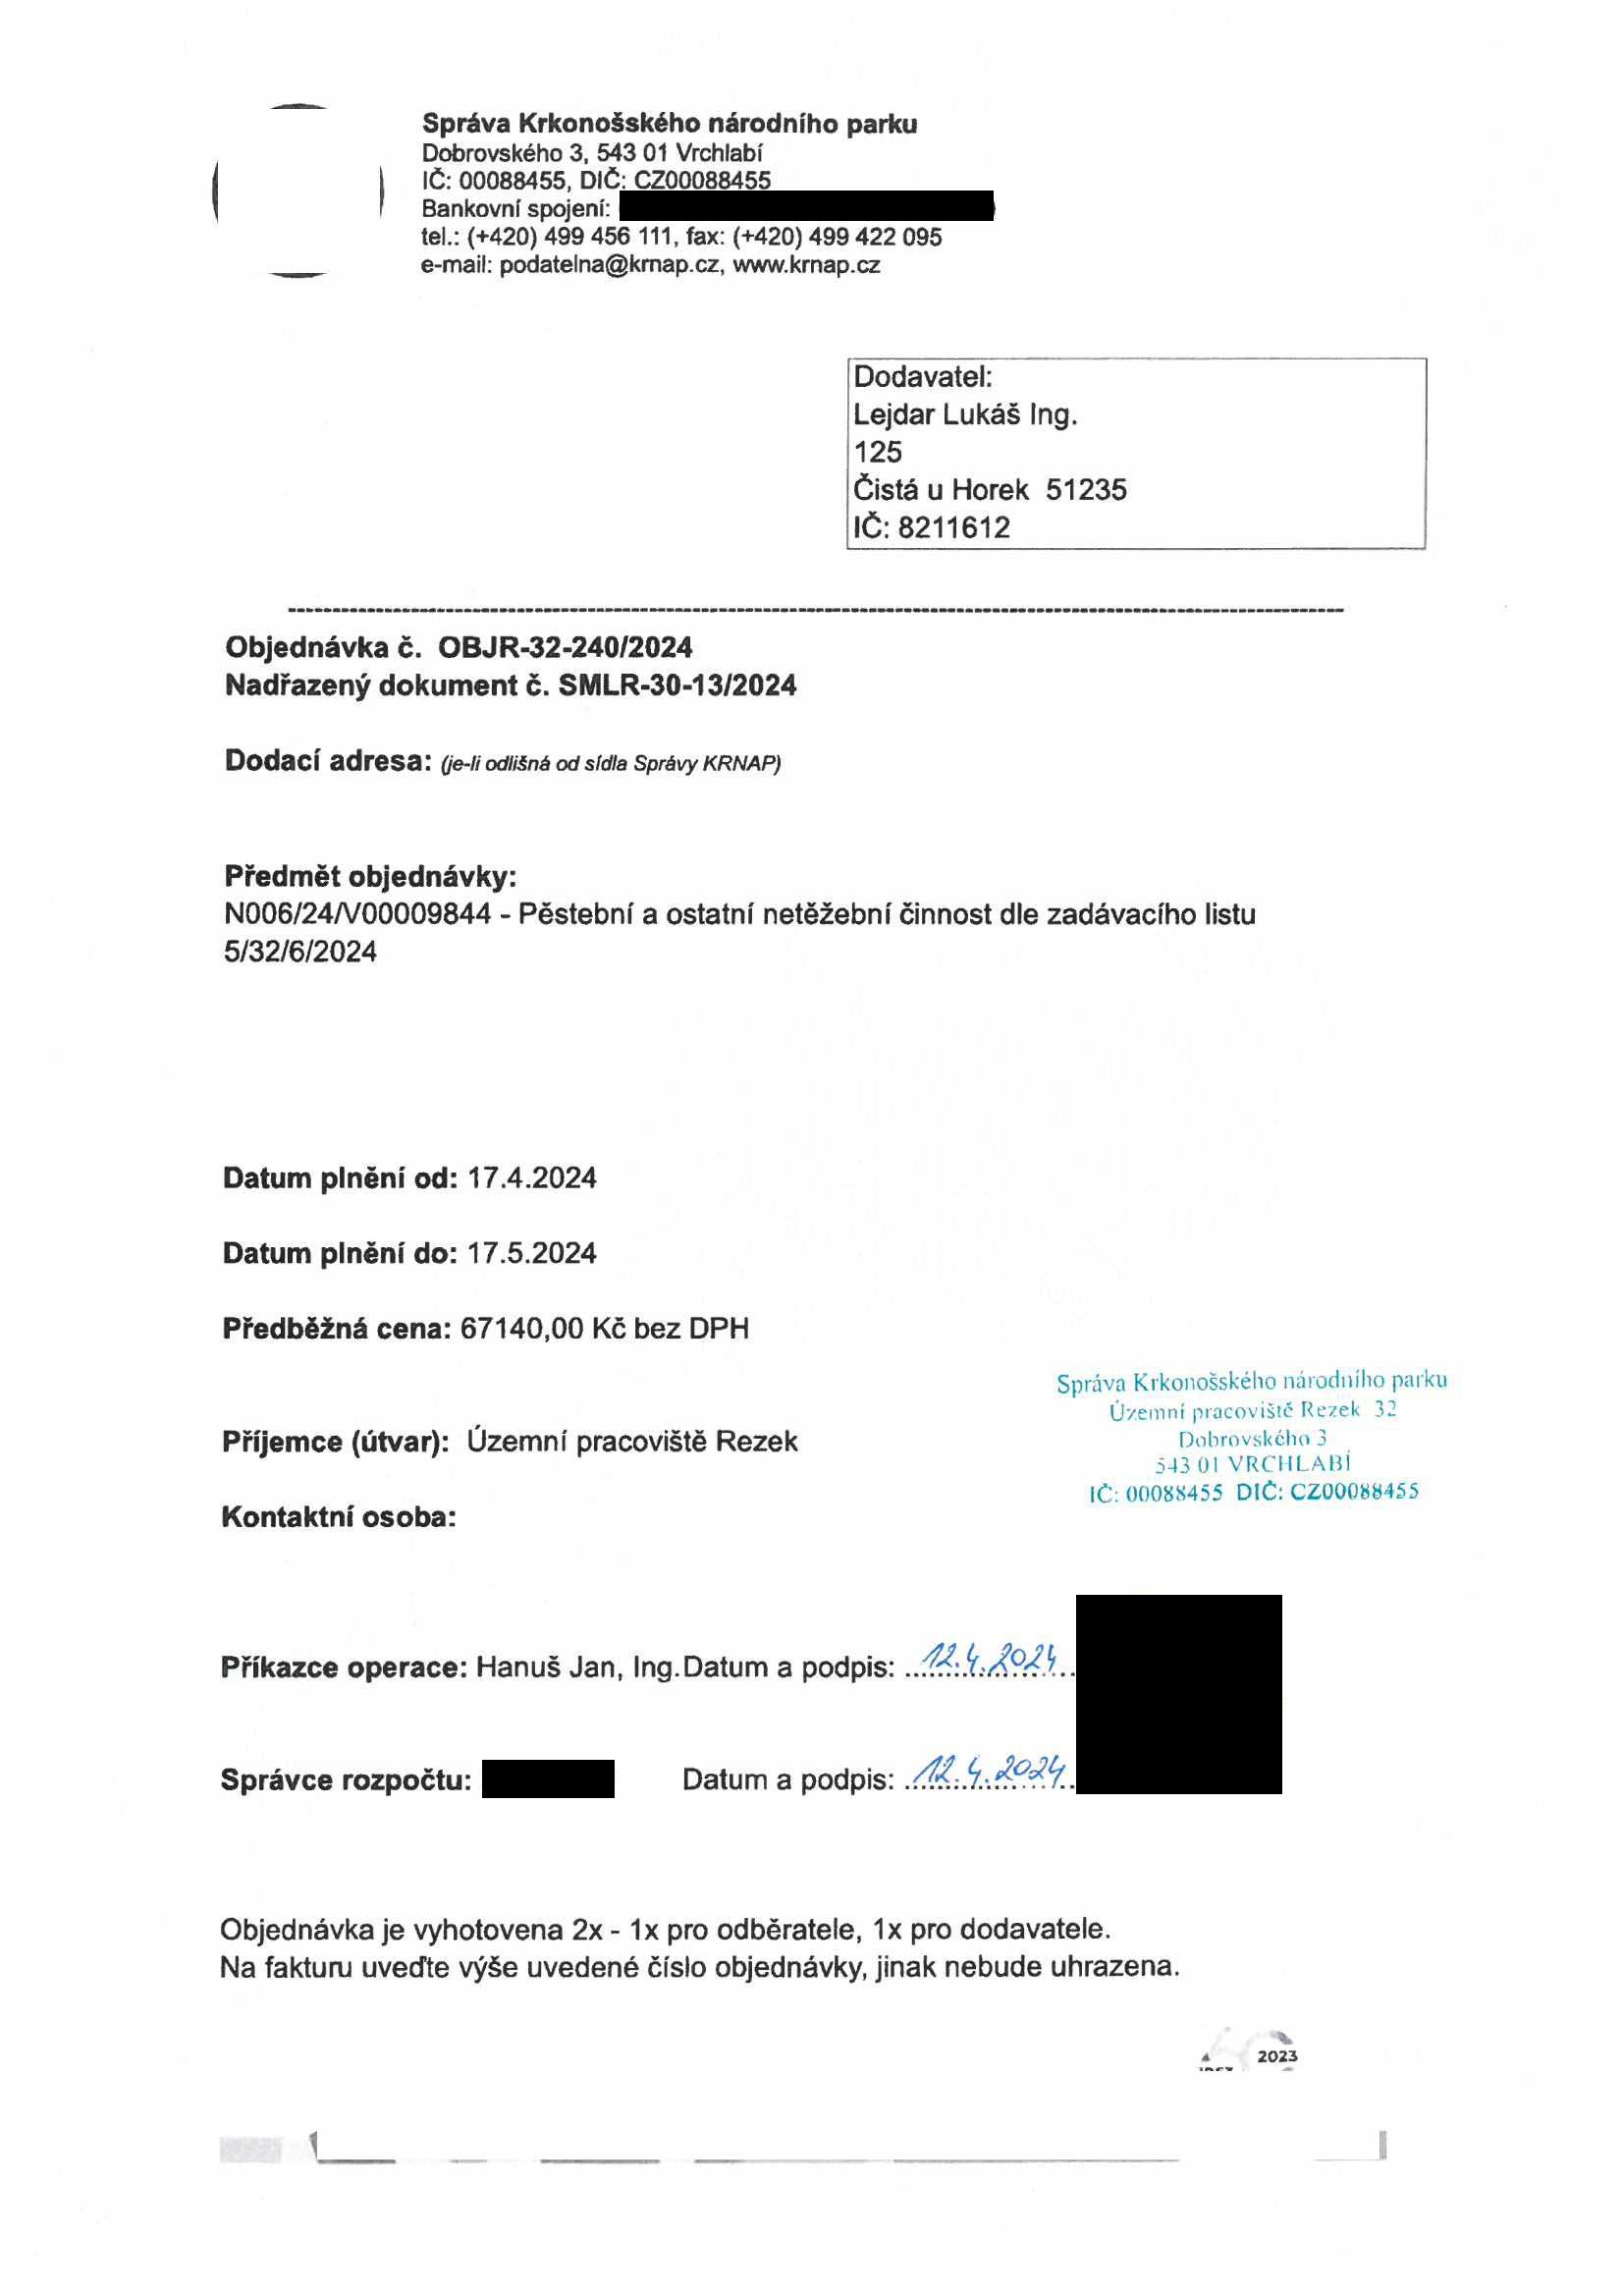 Správa Krkonošského národního parku
Dobrovského 3, 543 01 Vrchlabí
IČ: 00088455, DIČ: CZ00088455
Bankovní spojení:
tel.: (+420) 499 456 111, fax: (+420) 499 422 095
e-mail: podatelna@krnap.cz, www.krnap.cz
Dodavatel:
Lejdar Lukáš Ing.
125
Čistá u Horek 51235
IČ: 8211612
Objednávka č. OBJR-32-240/2024
Nadřazený dokument č. SMLR-30-13/2024
Dodací adresa: (je-li odlišná od sídla Správy KRNAP)
Předmět objednávky:
N006/24/V00009844 - Pěstební a ostatní netěžební činnost dle zadávacího listu
5/32/6/2024
Datum plnění od: 17.4.2024
Datum plnění do: 17.5.2024
Předběžná cena: 67140,00 Kč bez DPH
Správa Krkonošského národního parku
Územní pracoviště Rezek 32
Dobrovského 3
543 01 VRCHLABÍ
IČ: 00088455 DIČ: CZ00088455
Příjemce (útvar): Územní pracoviště Rezek
Kontaktní osoba:
Příkazce operace: Hanuš Jan, Ing. Datum a podpis: 12.4.2024
Správce rozpočtu: Datum a podpis: 12.4.2024
Objednávka je vyhotovena 2x - 1x pro odběratele, 1x pro dodavatele.
Na fakturu uveďte výše uvedené číslo objednávky, jinak nebude uhrazena.
2023